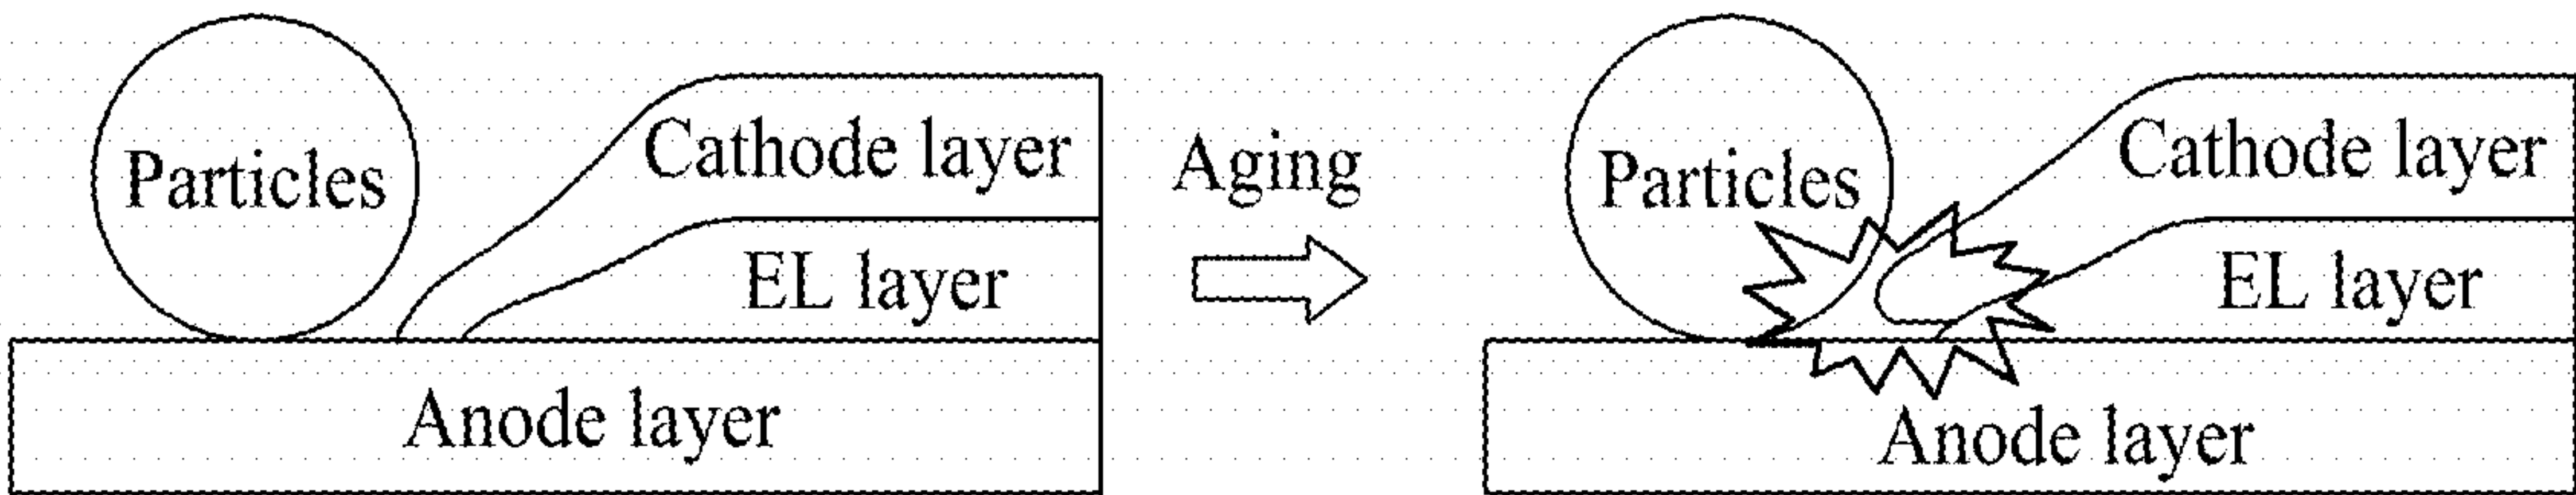 Particles
Cathode layer
EL layer
Anode layer
Aging
Particles
Cathode layer
EL layer
Anode layer